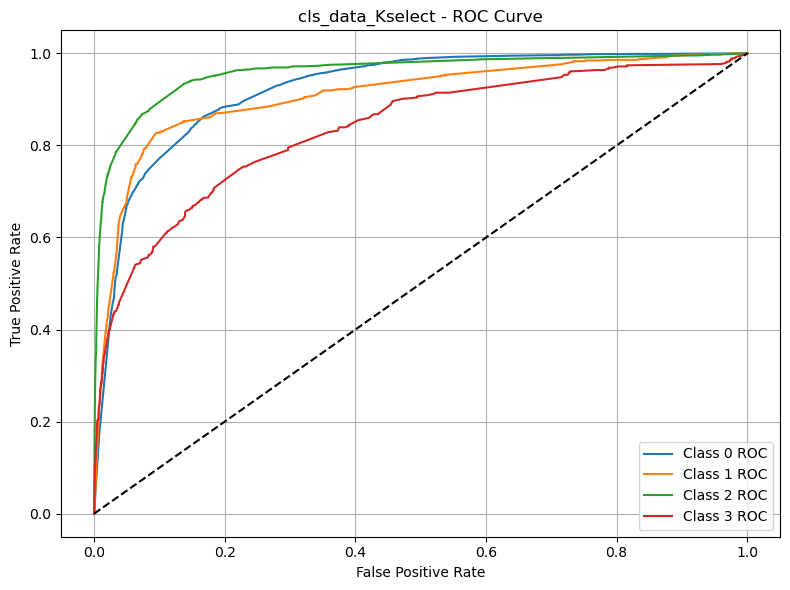 cls_data_Kselect - ROC Curve
True Positive Rate
1.0
0.8
0.6
0.4
0.2
0.0
Class 0 ROC
Class 1 ROC
Class 2 ROC
Class 3 ROC
0.0 0.2 0.4 0.6 0.8 1.0
False Positive Rate